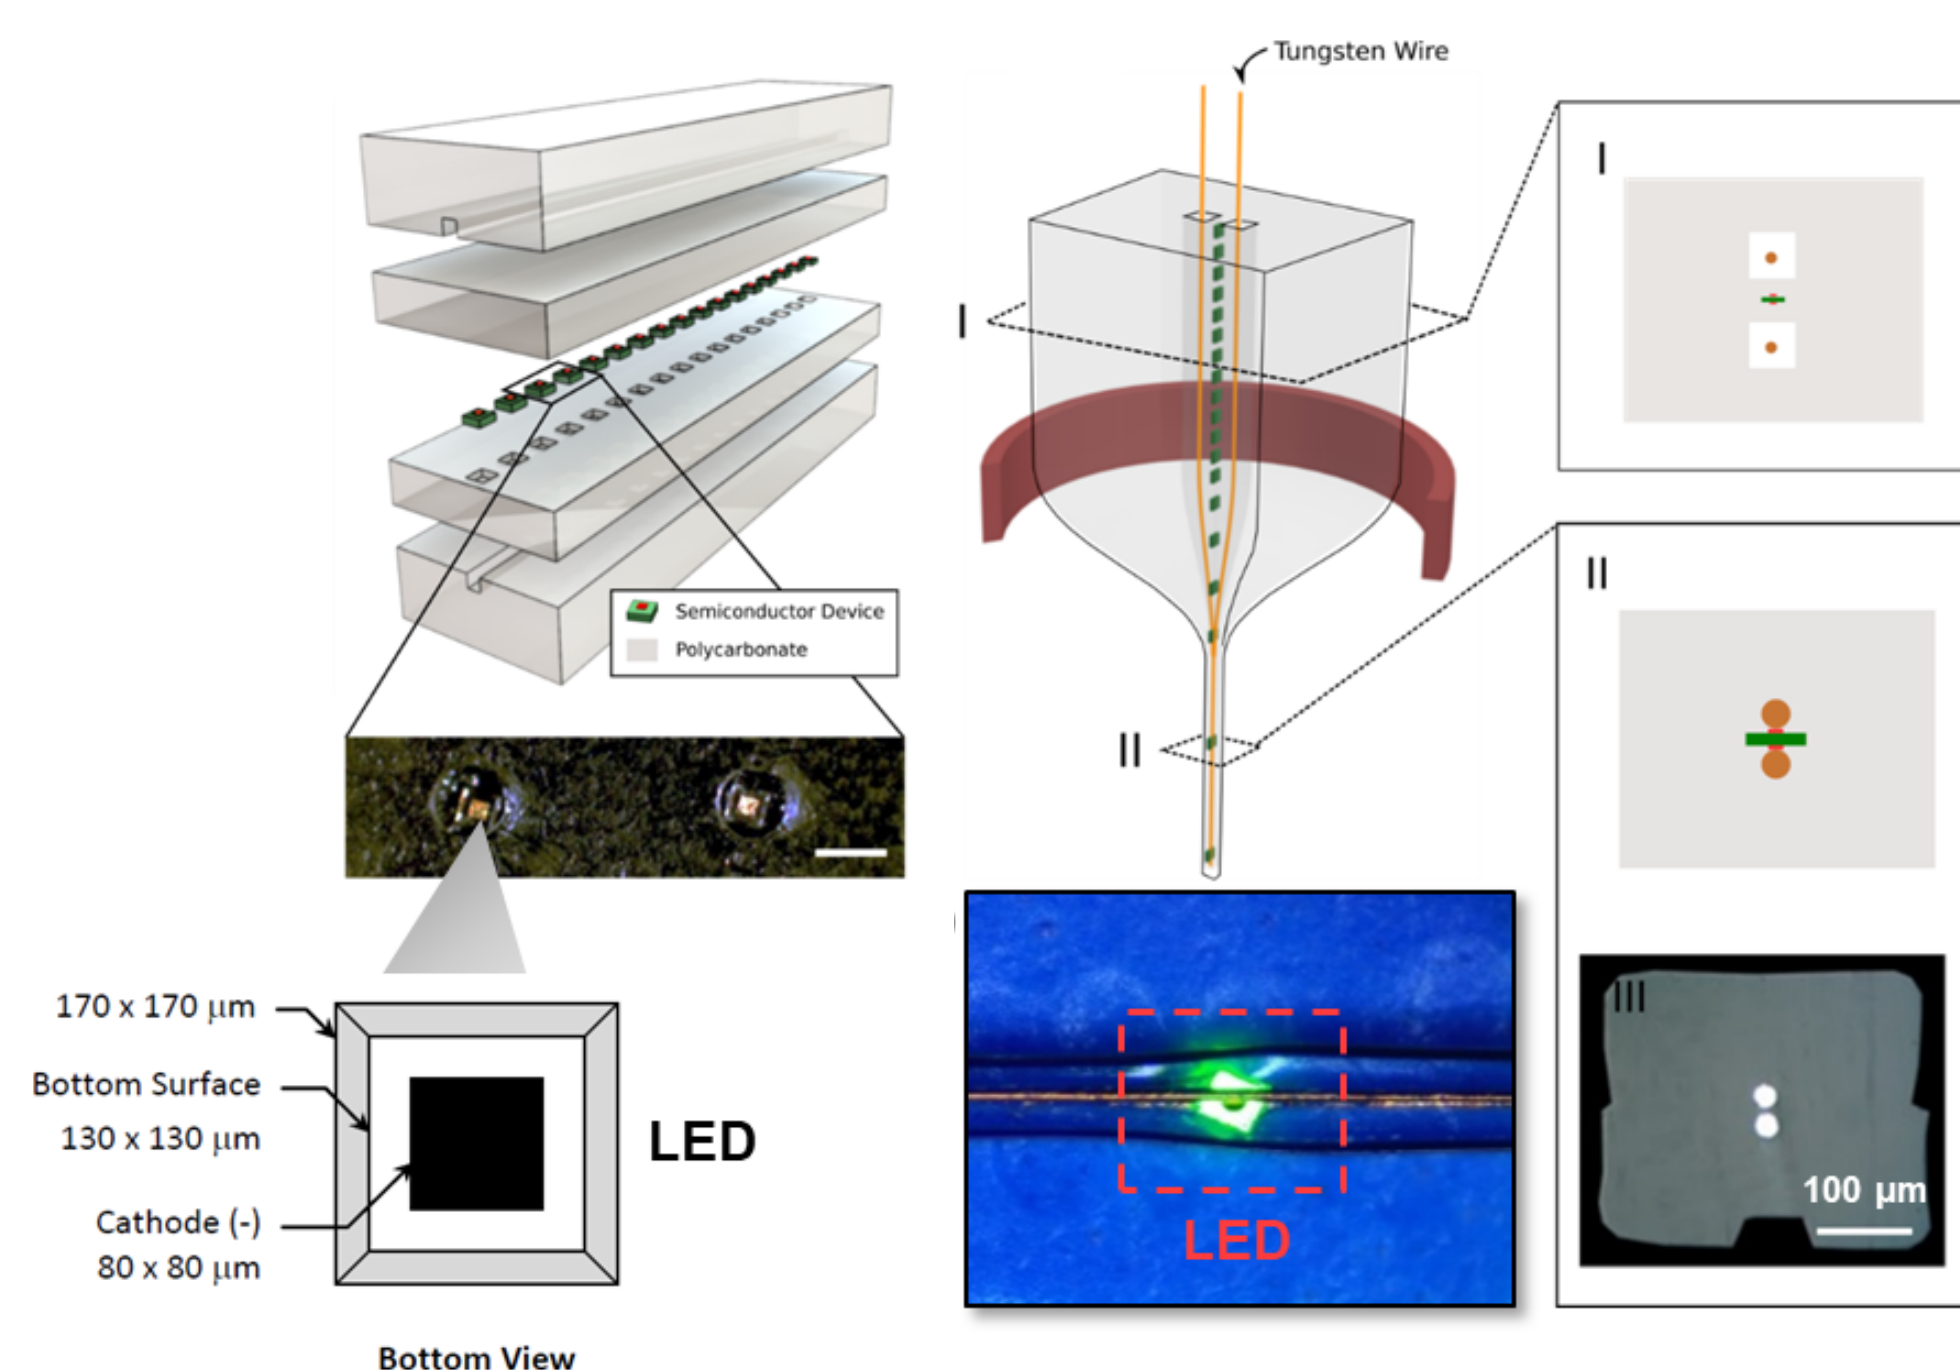 Tungsten Wire
I
I
II
Semiconductor Device
Polycarbonate
II
III
100 µm
170 x 170 µm
Bottom Surface
130 x 130 µm
Cathode (-)
80 x 80 µm
LED
LED
Bottom View